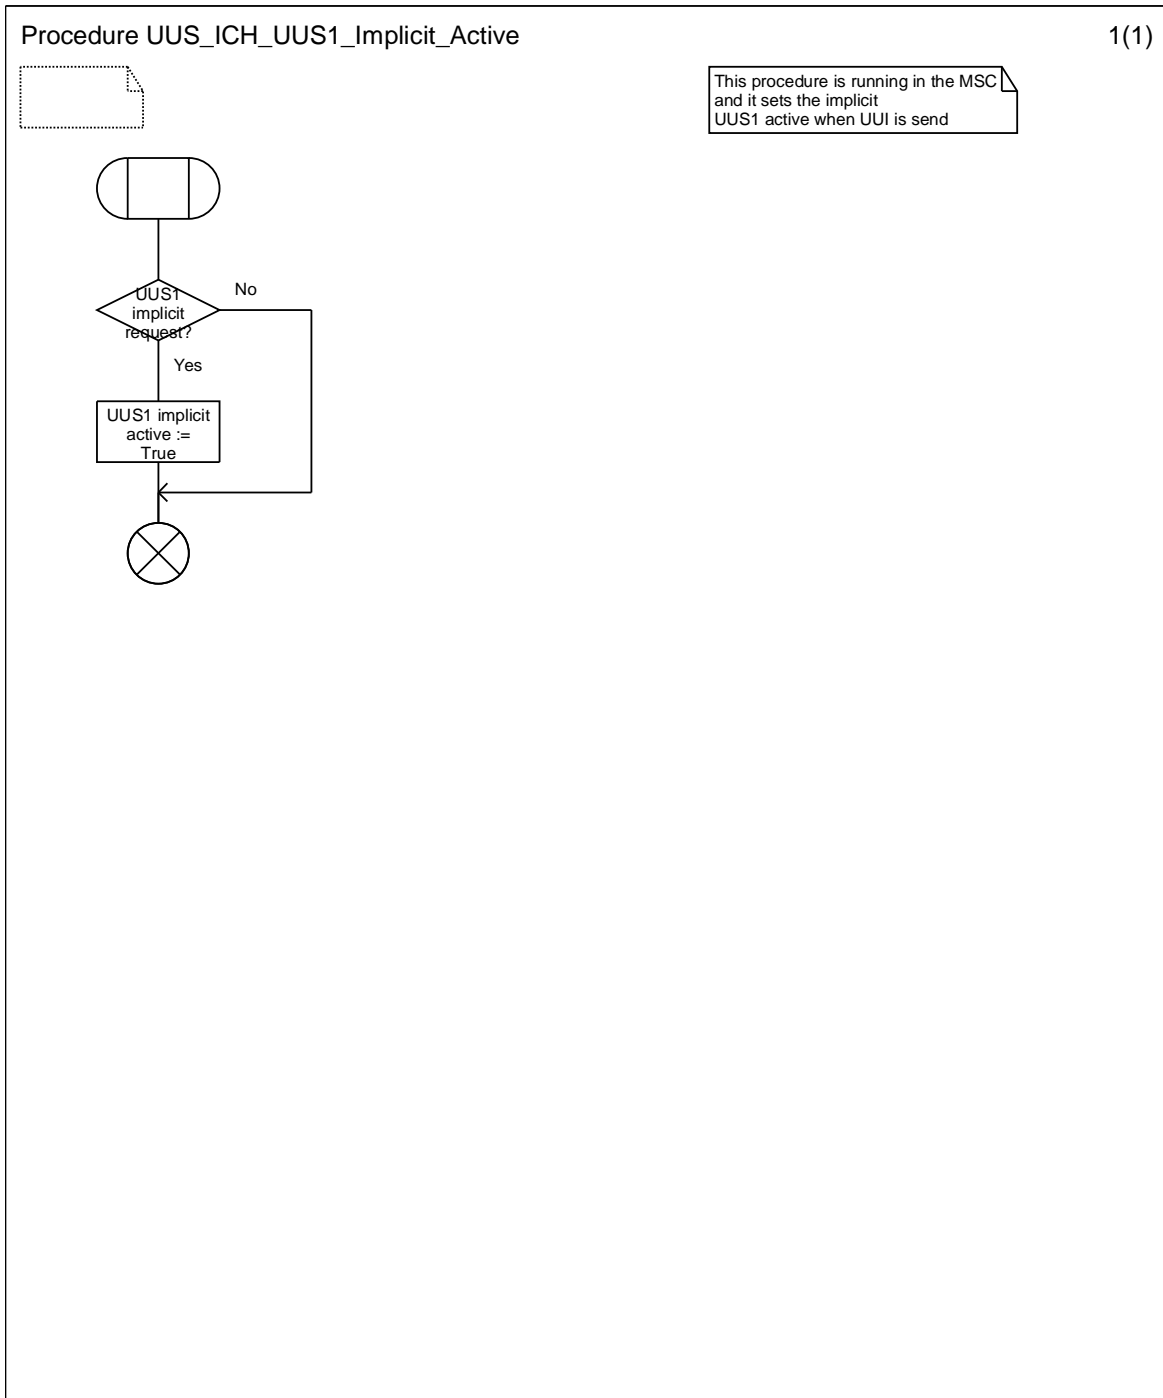 Procedure UUS_ICH_UUS1_Implicit_Active
1(1)
This procedure is running in the MSC
and it sets the implicit
UUS1 active when UUI is send
UUS1
implicit
request?
No
Yes
UUS1 implicit
active :=
True